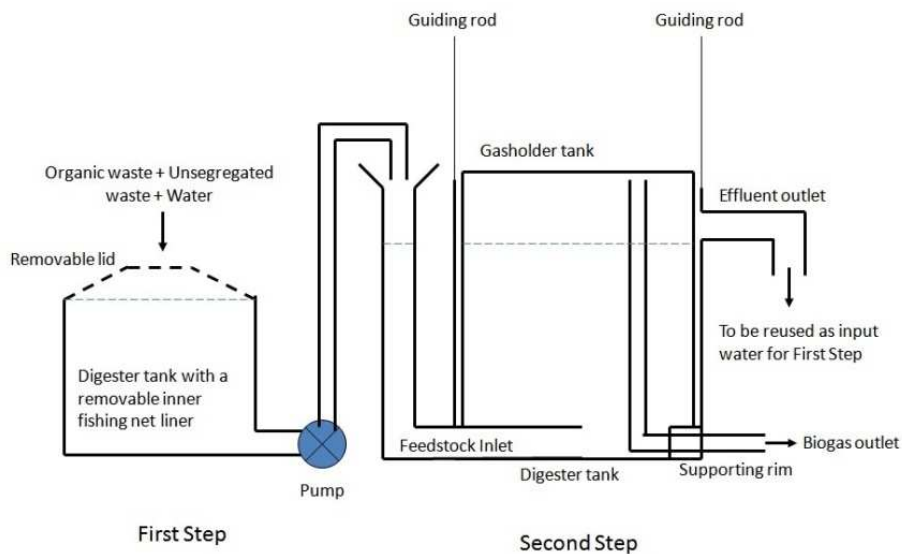 Guiding rod
Guiding rod
Gasholder tank
Organic waste + Unsegregated
waste + Water
Effluent outlet
Removable lid
To be reused as input
water for First Step
Digester tank with a
removable inner
fishing net liner
Feedstock Inlet
Biogas outlet
Digester tank
Supporting rim
Pump
First Step
Second Step